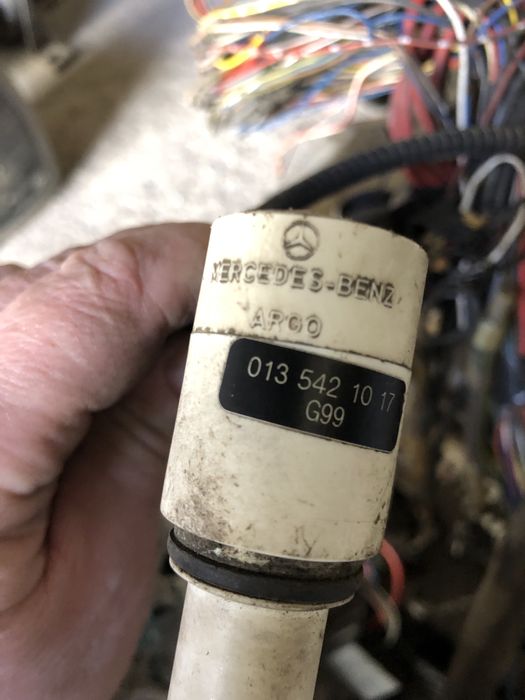 MERCEDES-BENZ
ARGO
013 542 10 17
G99